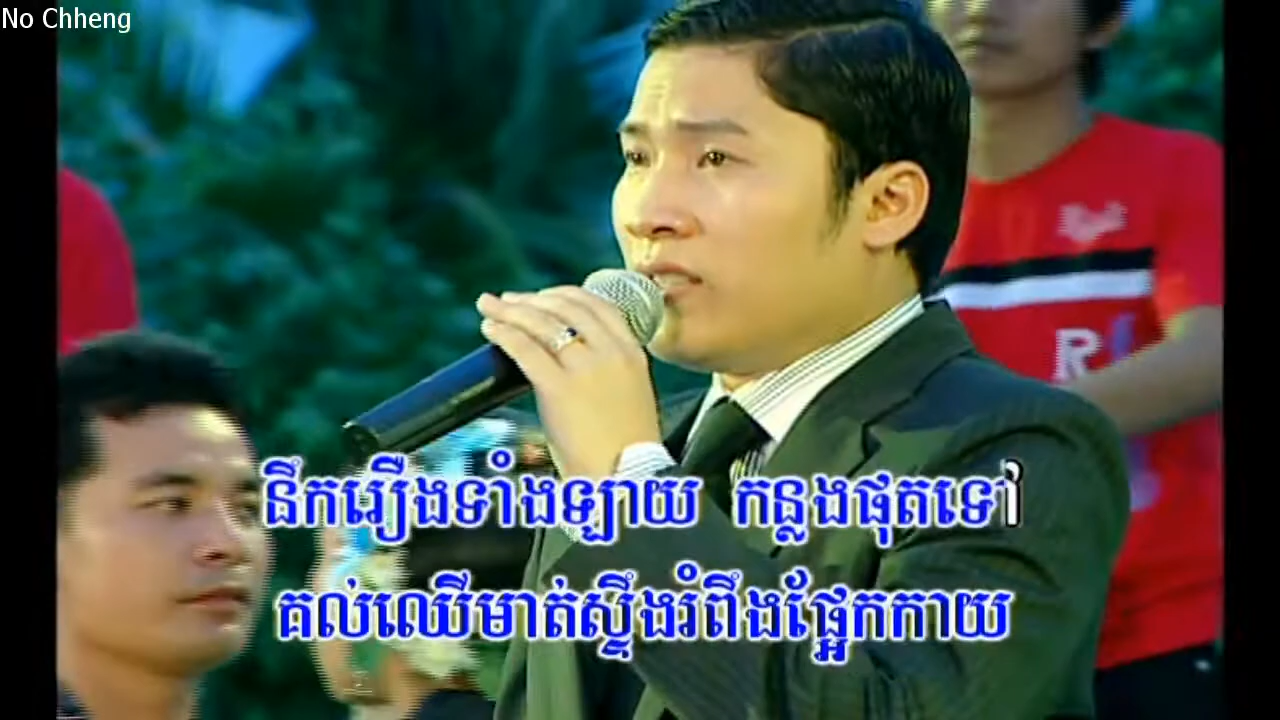 No Chheng
នឹករឿងទាំងឡាយ កន្លងផុតទៅ
គល់ឈើមាត់ស្ទឹងរំពឹងផ្អែកកាយ
R